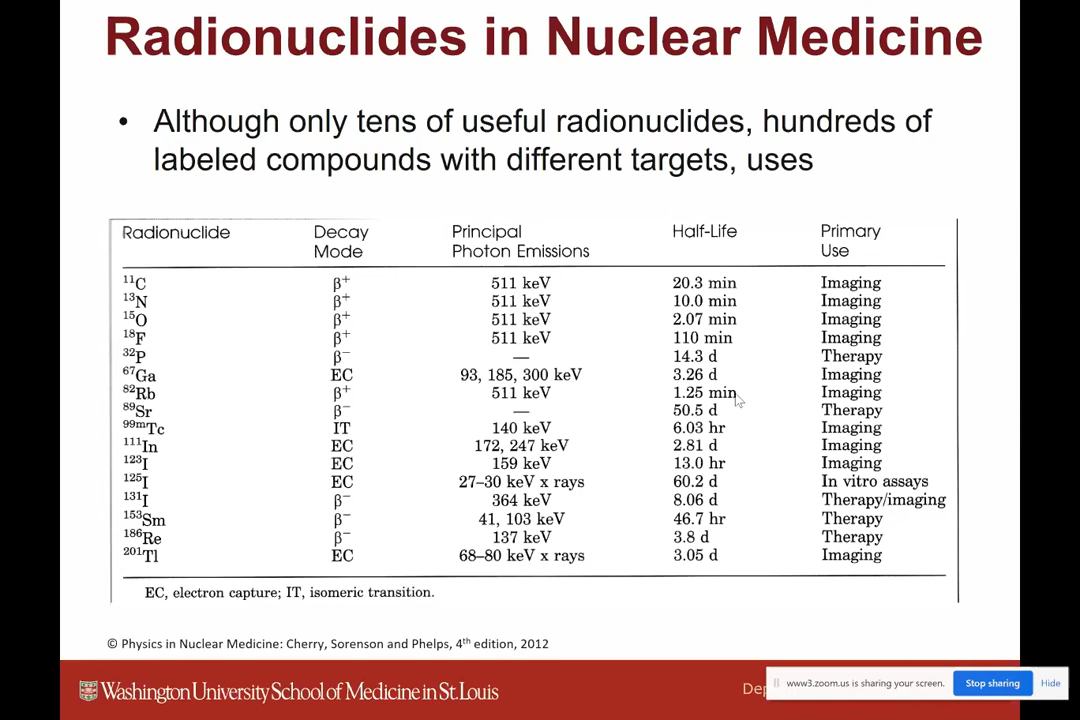 Radionuclides in Nuclear Medicine
• Although only tens of useful radionuclides, hundreds of
labeled compounds with different targets, uses
Radionuclide Decay Mode Principal Photon Emissions Half-Life Primary Use
¹¹C β⁺ 511 keV 20.3 min Imaging
¹³N β⁺ 511 keV 10.0 min Imaging
¹⁵O β⁺ 511 keV 2.07 min Imaging
¹⁸F β⁺ 511 keV 110 min Imaging
³²P β⁻ — 14.3 d Therapy
⁶⁷Ga EC 93, 185, 300 keV 3.26 d Imaging
⁸²Rb β⁺ 511 keV 1.25 min Imaging
⁸⁹Sr β⁻ — 50.5 d Therapy
⁹⁹ᵐTc IT 140 keV 6.03 hr Imaging
¹¹¹In EC 172, 247 keV 2.81 d Imaging
¹²³I EC 159 keV 13.0 hr Imaging
¹²⁵I EC 27–30 keV x rays 60.2 d In vitro assays
¹³¹I β⁻ 364 keV 8.06 d Therapy/imaging
¹⁵³Sm β⁻ 41, 103 keV 46.7 hr Therapy
¹⁸⁶Re β⁻ 137 keV 3.8 d Therapy
²⁰¹Tl EC 68–80 keV x rays 3.05 d Imaging
EC, electron capture; IT, isomeric transition.
© Physics in Nuclear Medicine: Cherry, Sorenson and Phelps, 4th edition, 2012
Washington University School of Medicine in St. Louis
www3.zoom.us is sharing your screen. Stop sharing Hide